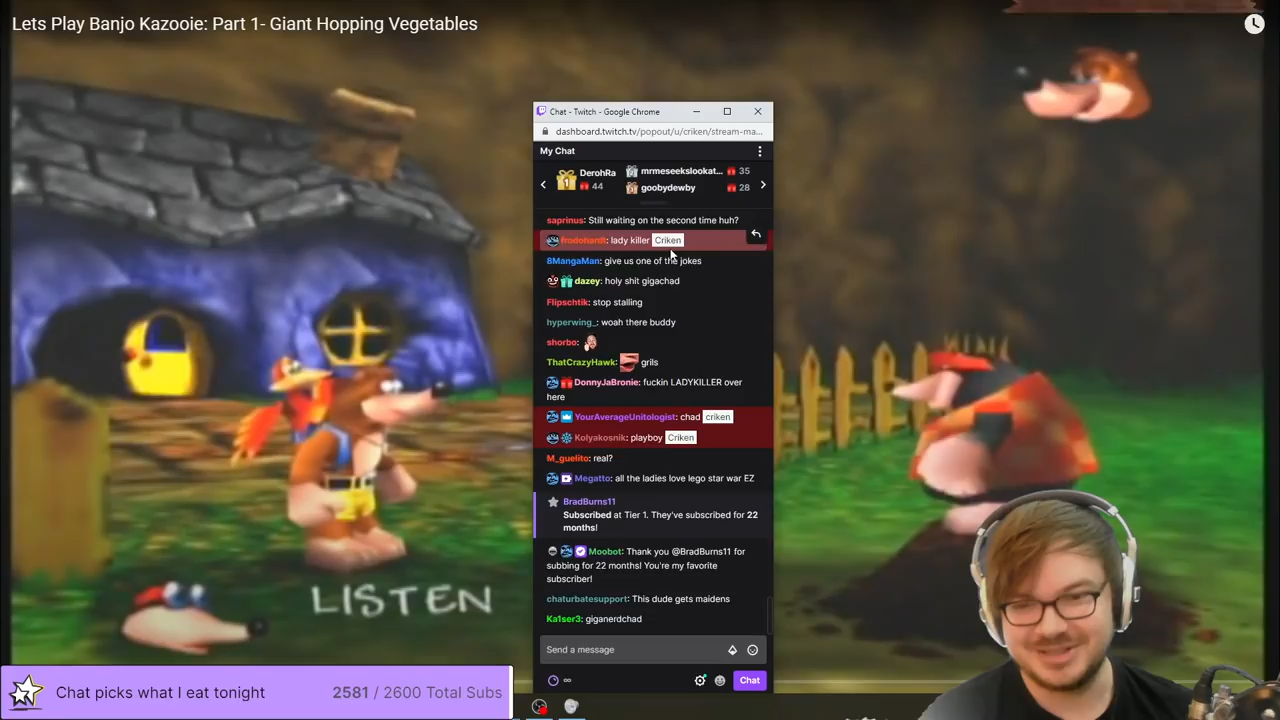 Lets Play Banjo Kazooie: Part 1- Giant Hopping Vegetables
Chat - Twitch - Google Chrome
dashboard.twitch.tv/popout/u/criken/stream-ma...
My Chat
DerohRa
44
mrmeseekslookat... 35
goobydewby 28
saprinus: Still waiting on the second time huh?
frodohardt: lady killer Criken
8MangaMan: give us one of the jokes
dazey: holy shit gigachad
Flipschtik: stop stalling
hyperwing_: woah there buddy
shorbo:
ThatCrazyHawk: grils
DonnyJaBronie: fuckin LADYKILLER over
here
YourAverageUnitologist: chad criken
Kolyakosnik: playboy Criken
M_guelito: real?
Megatto: all the ladies love lego star war EZ
BradBurns11
Subscribed at Tier 1. They've subscribed for 22
months!
Moobot: Thank you @BradBurns11 for
subbing for 22 months! You're my favorite
subscriber!
chaturbatesupport: This dude gets maidens
Ka1ser3: giganerdchad
Send a message
Chat
LISTEN
Chat picks what I eat tonight 2581 / 2600 Total Subs